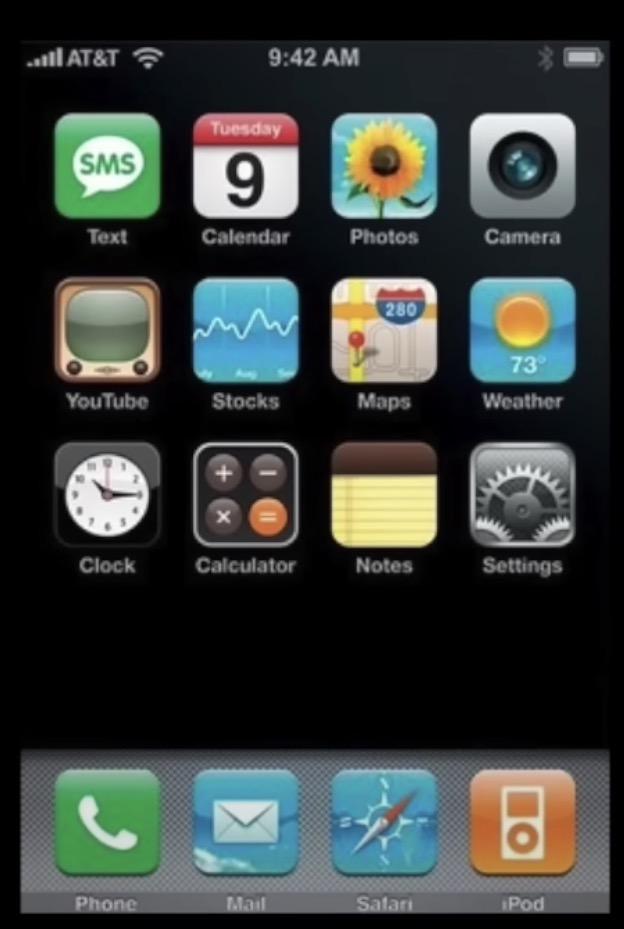 AT&T 9:42 AM
SMS Tuesday 9
Text Calendar Photos Camera
280
73°
Aug
YouTube Stocks Maps Weather
+ −
× =
Clock Calculator Notes Settings
Phone Mail Safari iPod